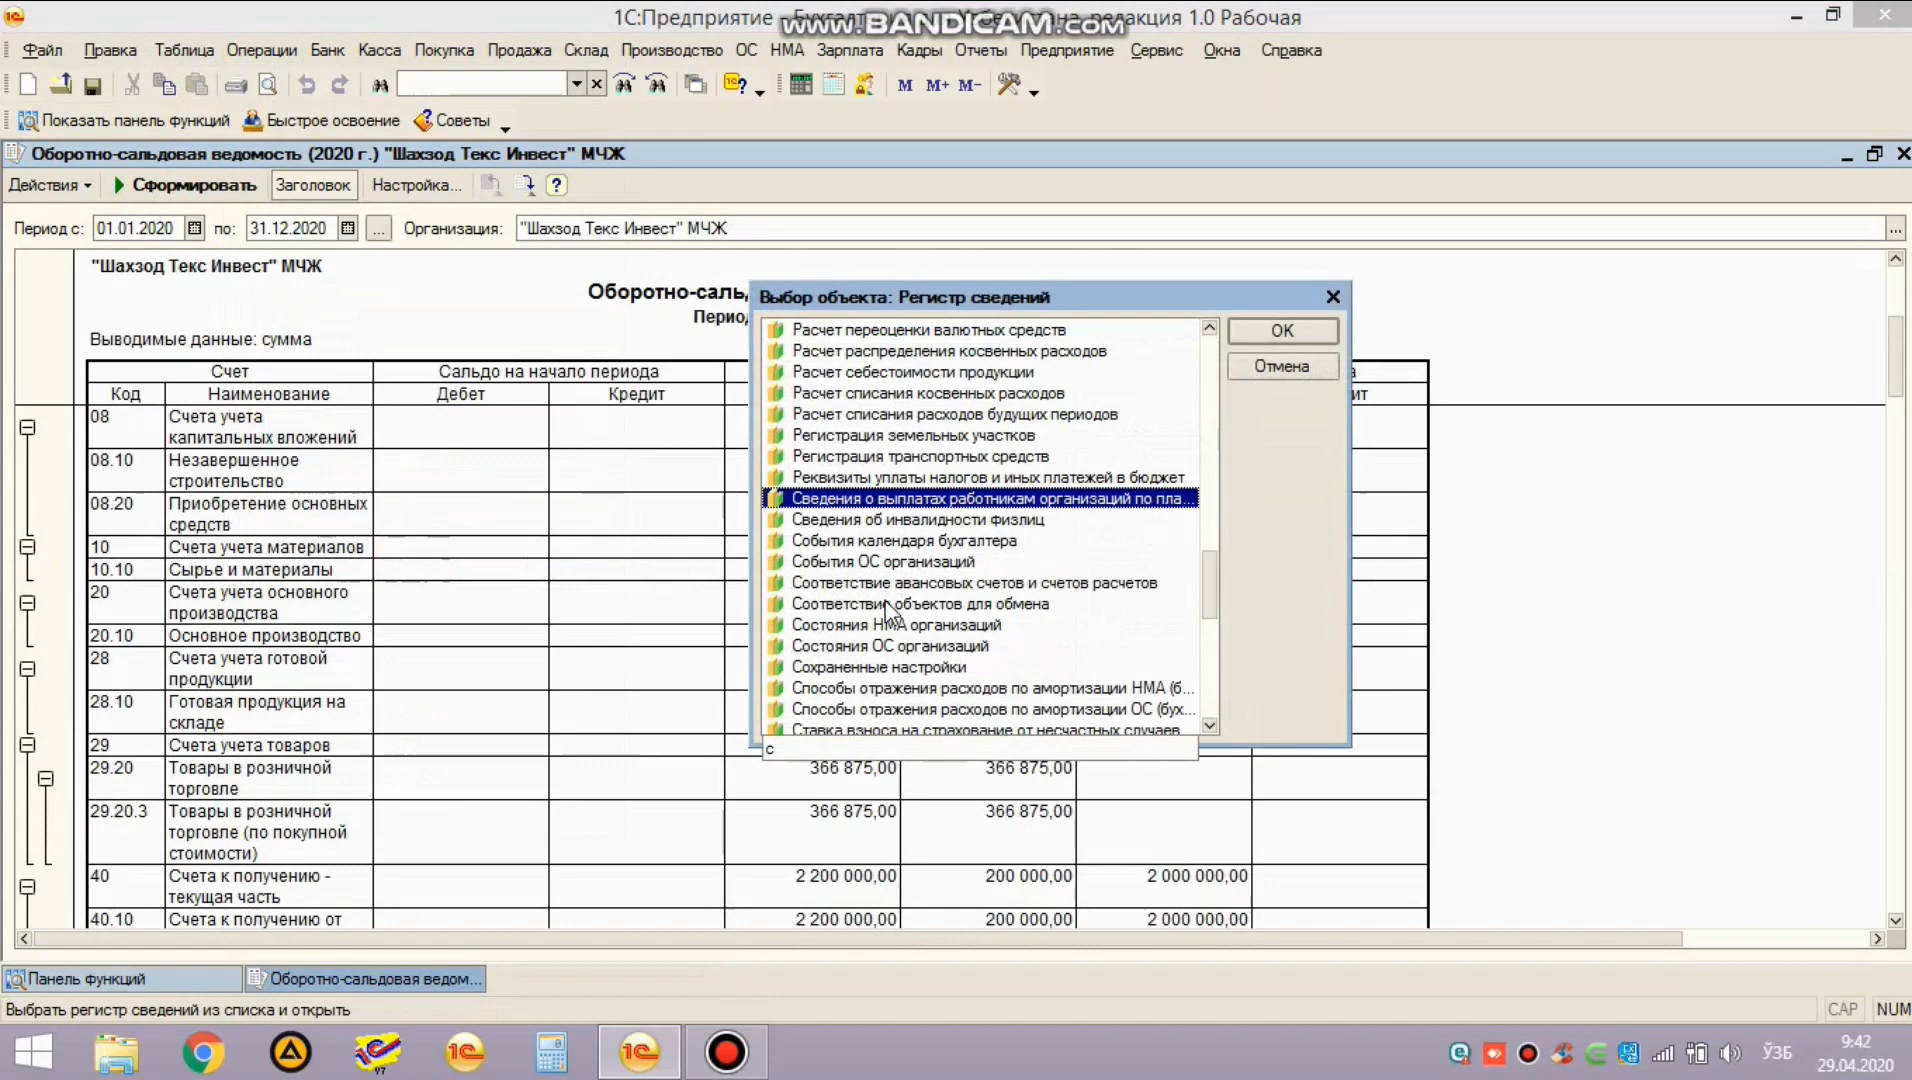 1С:Предприятие - Бухгалтерия Узбекистана, редакция 1.0 Рабочая
www.BANDICAM.com
Файл Правка Таблица Операции Банк Касса Покупка Продажа Склад Производство ОС НМА Зарплата Кадры Отчеты Предприятие Сервис Окна Справка
M M+ M-
Показать панель функций Быстрое освоение Советы
Оборотно-сальдовая ведомость (2020 г.) "Шахзод Текс Инвест" МЧЖ
Действия Сформировать Заголовок Настройка...
Период с: 01.01.2020 по: 31.12.2020 ... Организация: "Шахзод Текс Инвест" МЧЖ ...
"Шахзод Текс Инвест" МЧЖ
Оборотно-сальд
Период
Выводимые данные: сумма
Счет Сальдо на начало периода
Код Наименование Дебет Кредит
08 Счета учета
капитальных вложений
08.10 Незавершенное
строительство
08.20 Приобретение основных
средств
10 Счета учета материалов
10.10 Сырье и материалы
20 Счета учета основного
производства
20.10 Основное производство
28 Счета учета готовой
продукции
28.10 Готовая продукция на
складе
29 Счета учета товаров
29.20 Товары в розничной 366 875,00 366 875,00
торговле
29.20.3 Товары в розничной 366 875,00 366 875,00
торговле (по покупной
стоимости)
40 Счета к получению - 2 200 000,00 200 000,00 2 000 000,00
текущая часть
40.10 Счета к получению от 2 200 000,00 200 000,00 2 000 000,00
Выбор объекта: Регистр сведений
Расчет переоценки валютных средств
Расчет распределения косвенных расходов
Расчет себестоимости продукции
Расчет списания косвенных расходов
Расчет списания расходов будущих периодов
Регистрация земельных участков
Регистрация транспортных средств
Реквизиты уплаты налогов и иных платежей в бюджет
Сведения о выплатах работникам организаций по пла...
Сведения об инвалидности физлиц
События календаря бухгалтера
События ОС организаций
Соответствие авансовых счетов и счетов расчетов
Соответствие объектов для обмена
Состояния НМА организаций
Состояния ОС организаций
Сохраненные настройки
Способы отражения расходов по амортизации НМА (б...
Способы отражения расходов по амортизации ОС (бух...
Ставка взноса на страхование от несчастных случаев
с
OK
Отмена
а
ит
Панель функций Оборотно-сальдовая ведом...
Выбрать регистр сведений из списка и открыть
CAP NUM
ЎЗБ
9:42
29.04.2020